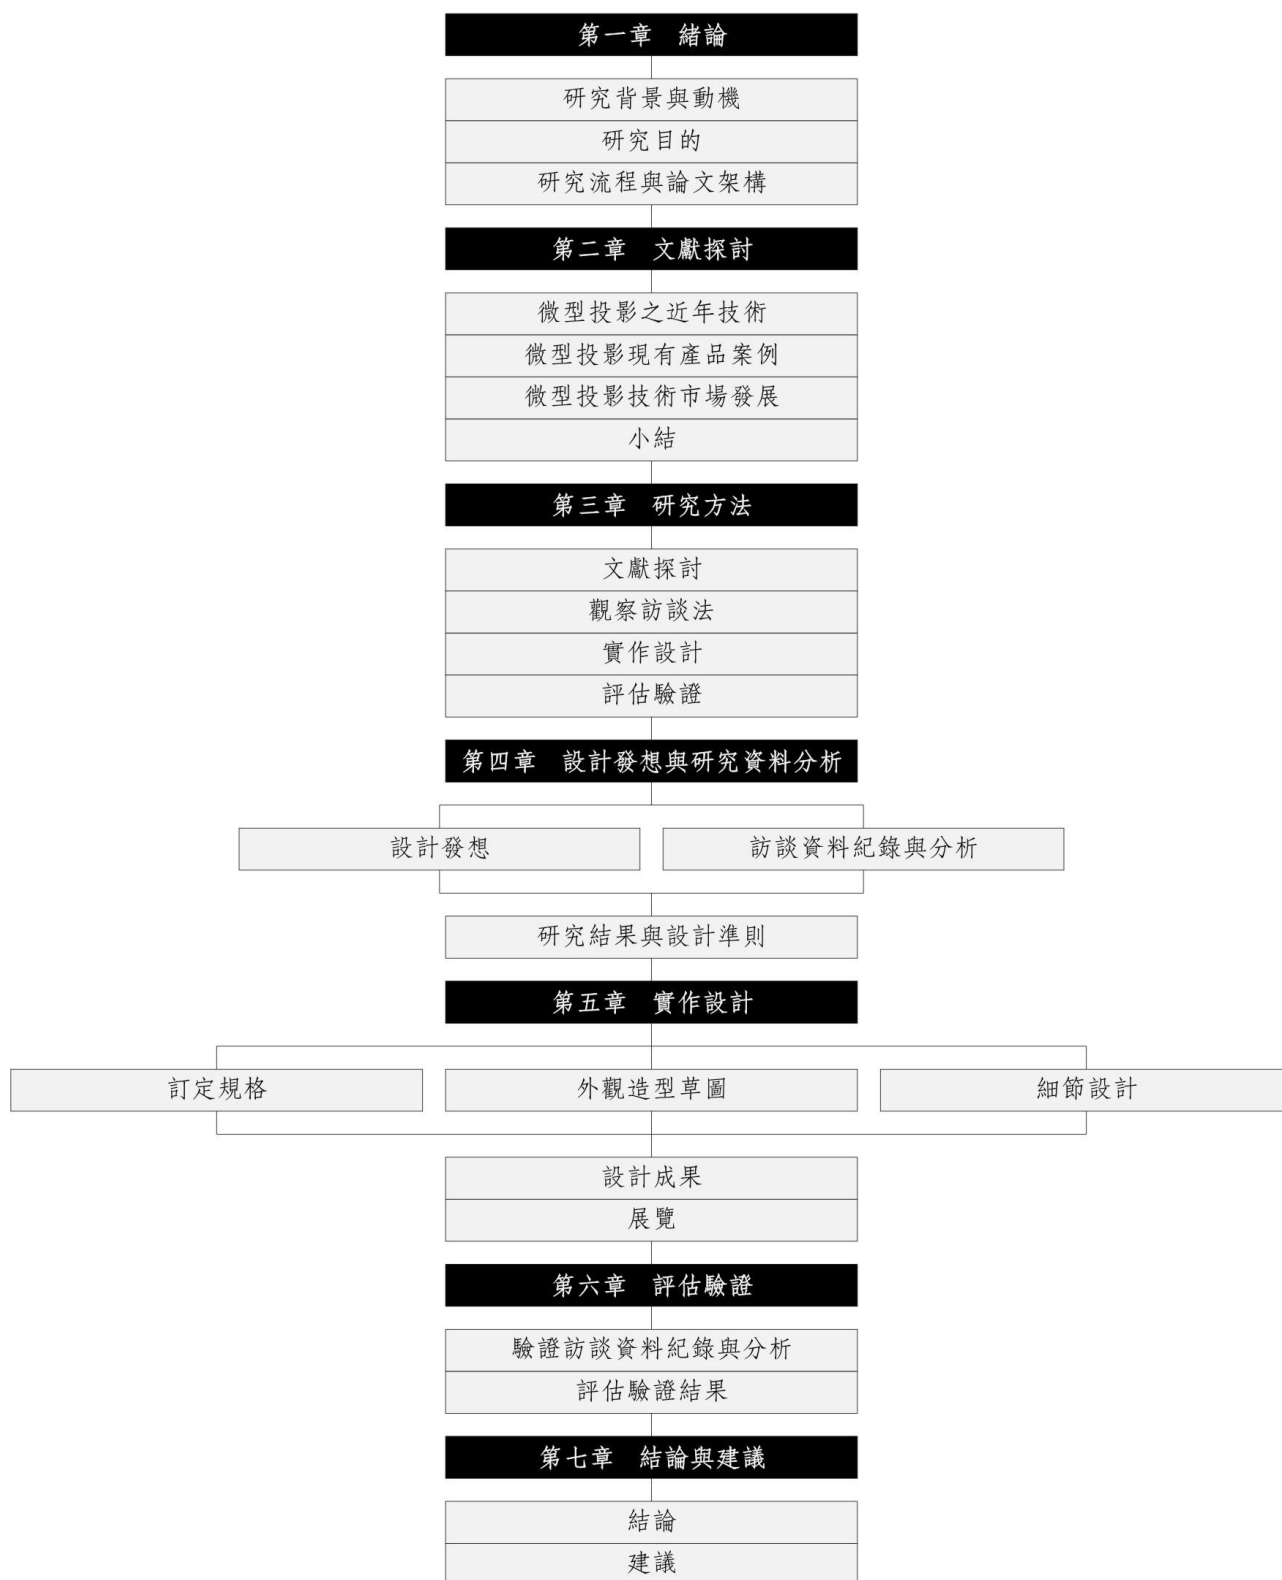 第一章　緒論
研究背景與動機
研究目的
研究流程與論文架構
第二章　文獻探討
微型投影之近年技術
微型投影現有產品案例
微型投影技術市場發展
小結
第三章　研究方法
文獻探討
觀察訪談法
實作設計
評估驗證
第四章　設計發想與研究資料分析
設計發想
訪談資料紀錄與分析
研究結果與設計準則
第五章　實作設計
訂定規格
外觀造型草圖
細節設計
設計成果
展覽
第六章　評估驗證
驗證訪談資料紀錄與分析
評估驗證結果
第七章　結論與建議
結論
建議